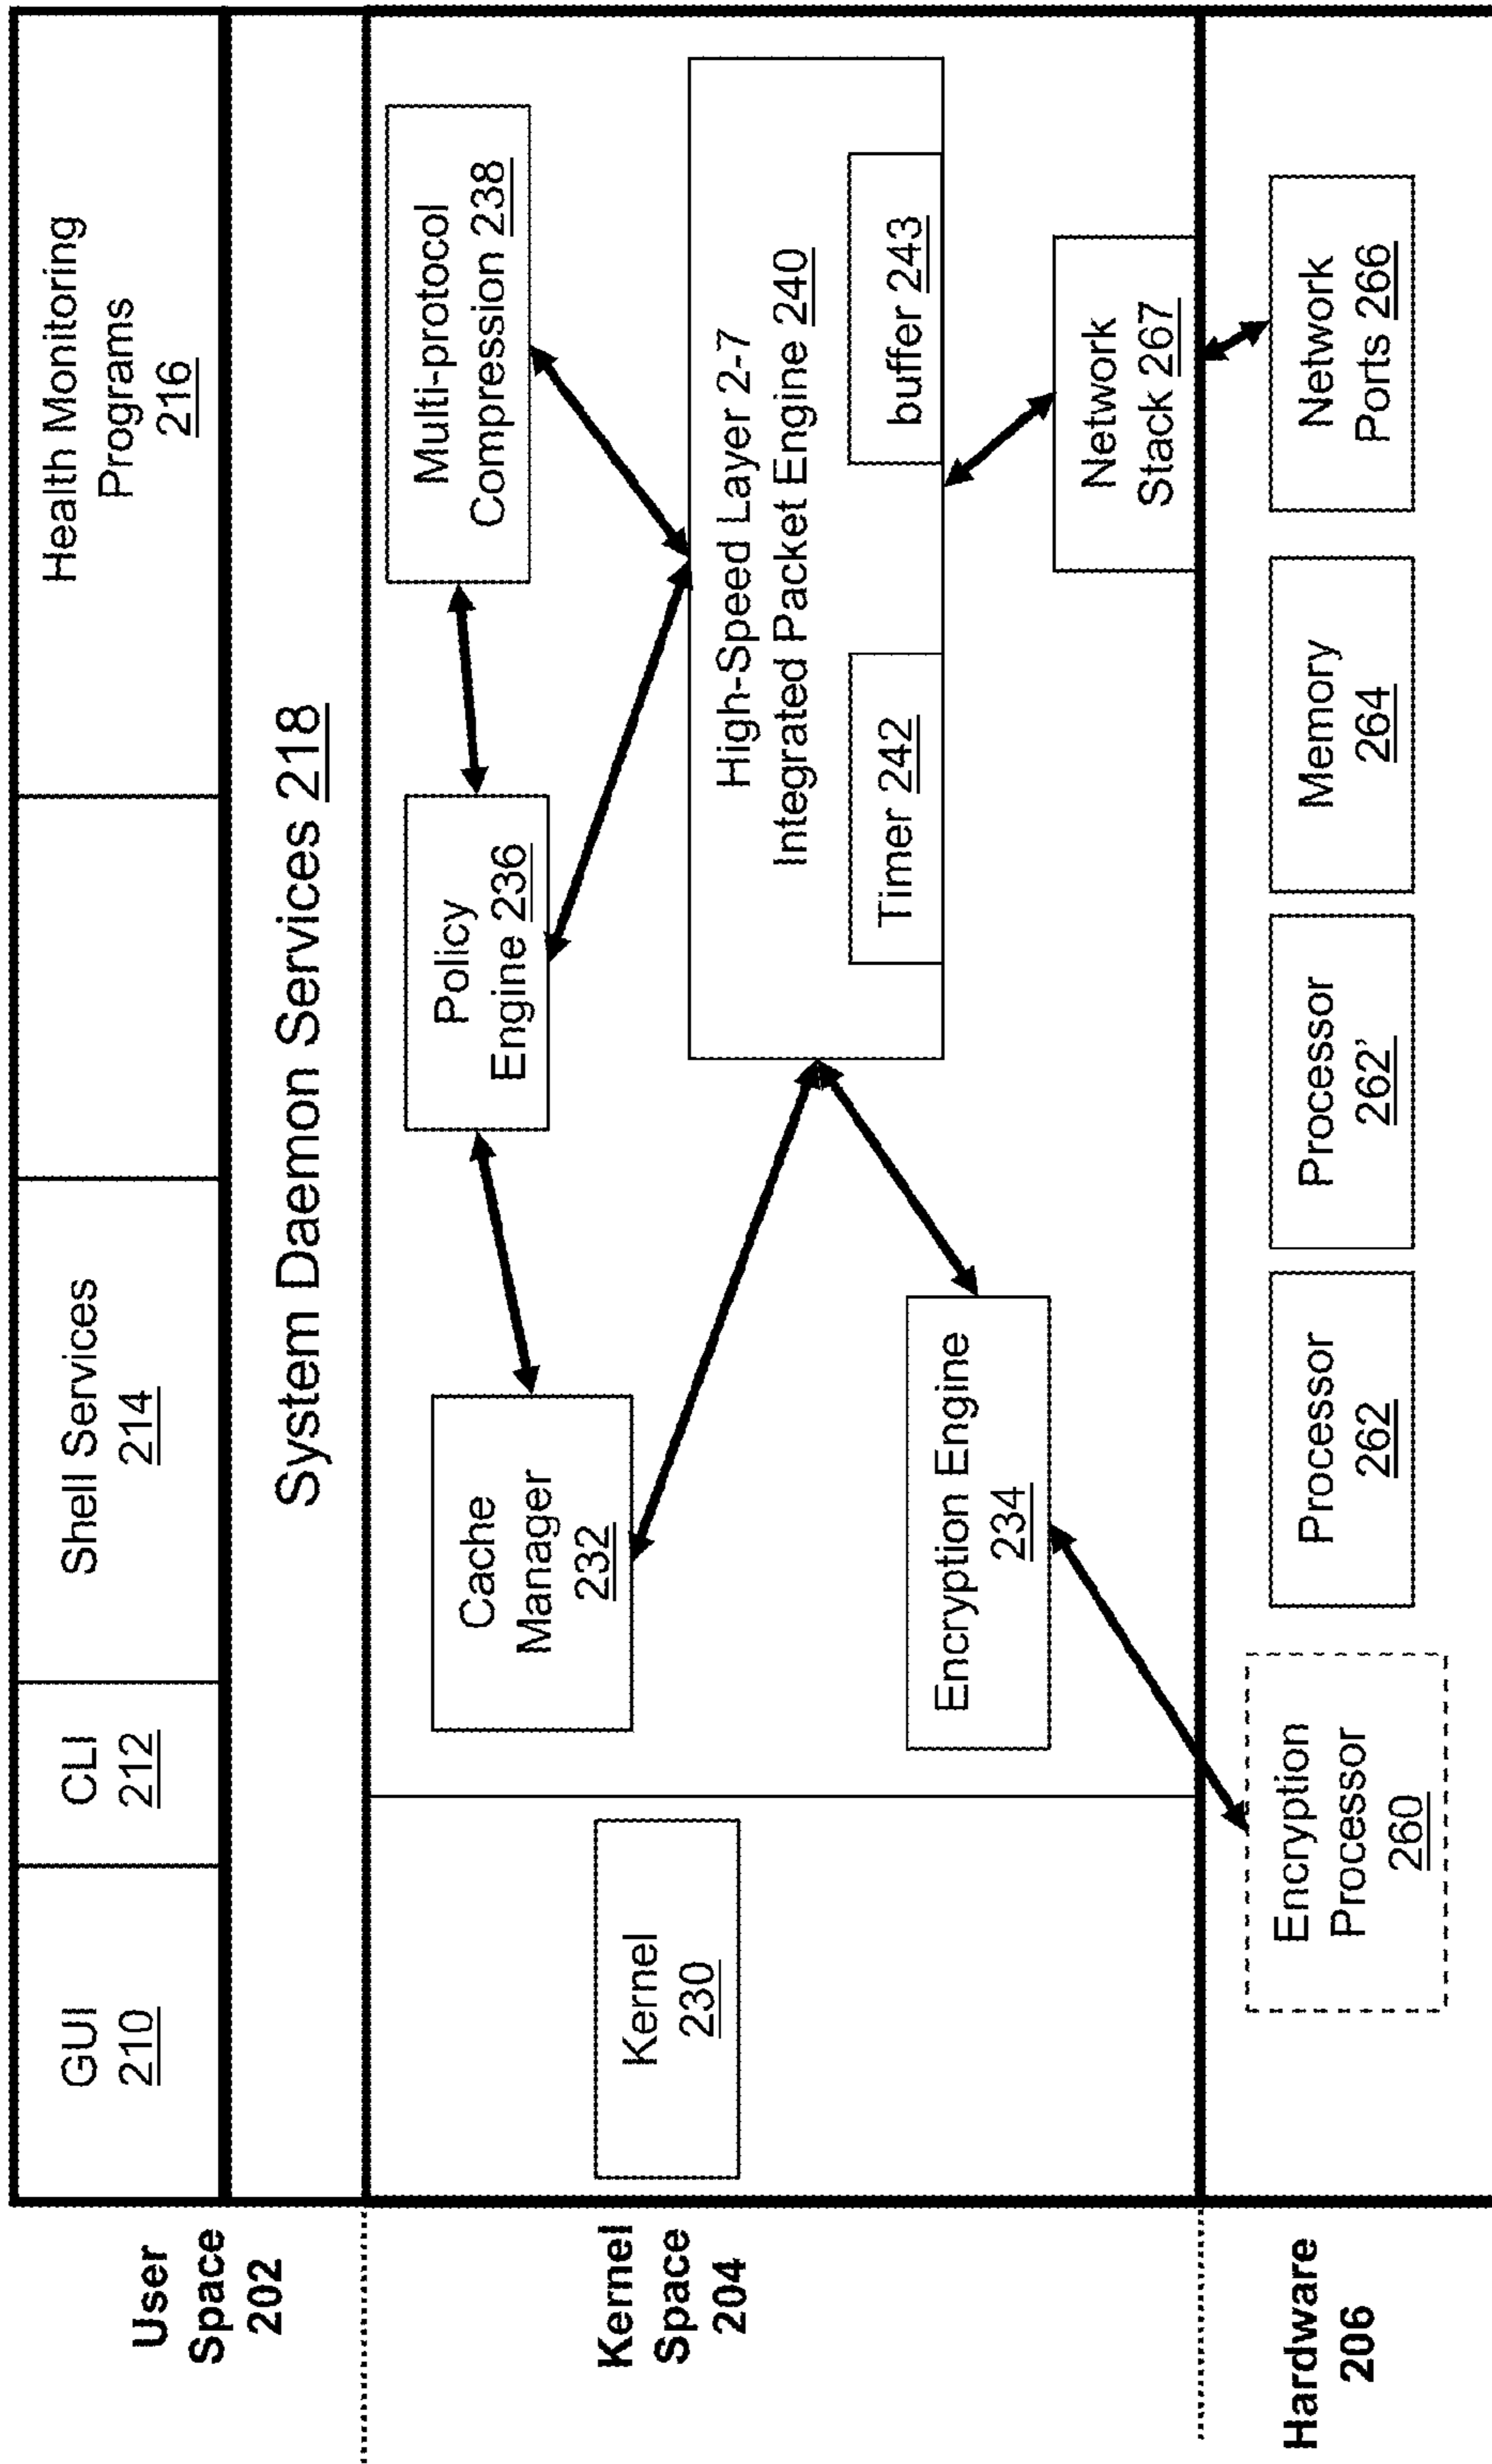 User
Space
202
GUI
210
CLI
212
Shell Services
214
Health Monitoring
Programs
216
System Daemon Services 218
Kernel
Space
204
Kernel
230
Cache
Manager
232
Policy
Engine 236
Multi-protocol
Compression 238
High-Speed Layer 2-7
Integrated Packet Engine 240
Timer 242
buffer 243
Encryption Engine
234
Network
Stack 267
Hardware
206
Encryption
Processor
260
Processor
262
Processor
262'
Memory
264
Network
Ports 266